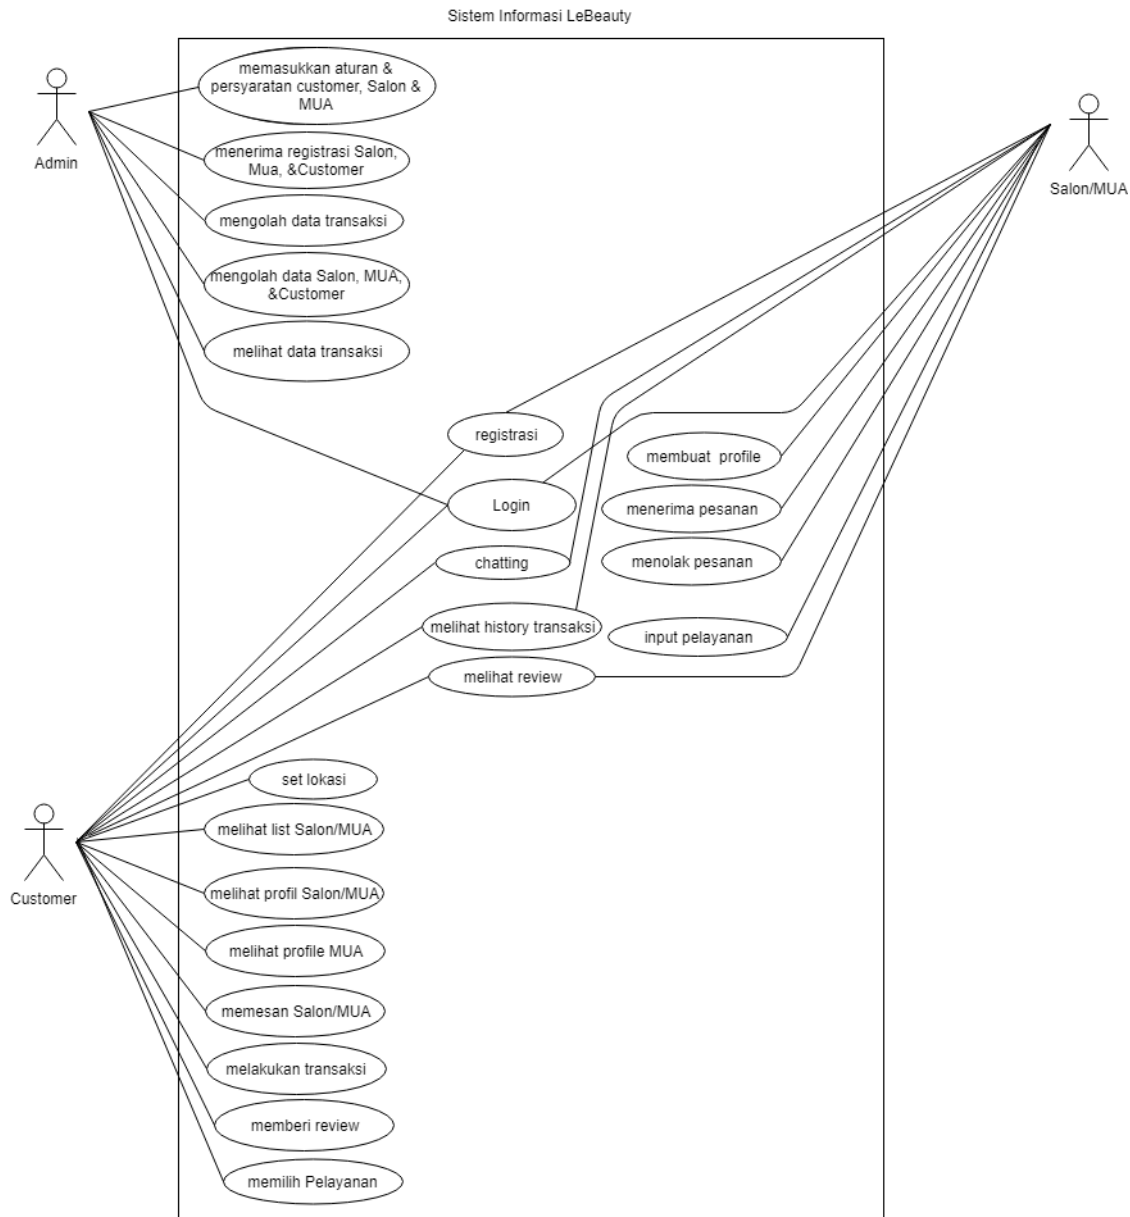 Sistem Informasi LeBeauty
memasukkan aturan &
persyaratan customer, Salon &
MUA
Admin
Salon/MUA
menerima registrasi Salon,
Mua, &Customer
mengolah data transaksi
mengolah data Salon, MUA,
&Customer
melihat data transaksi
registrasi
membuat profile
Login
menerima pesanan
chatting
menolak pesanan
melihat history transaksi
input pelayanan
melihat review
set lokasi
melihat list Salon/MUA
Customer
melihat profil Salon/MUA
melihat profile MUA
memesan Salon/MUA
melakukan transaksi
memberi review
memilih Pelayanan